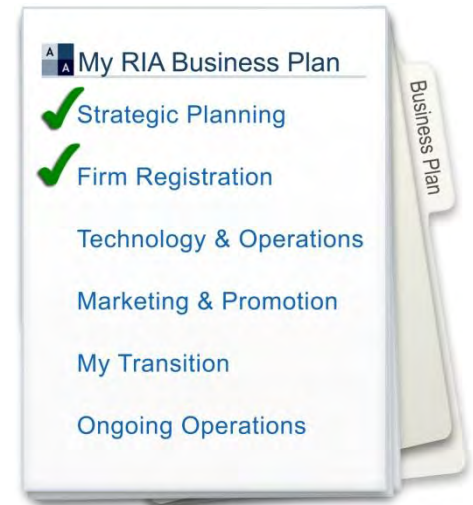 A
A
My RIA Business Plan
Strategic Planning
Firm Registration
Technology & Operations
Marketing & Promotion
My Transition
Ongoing Operations
Business Plan